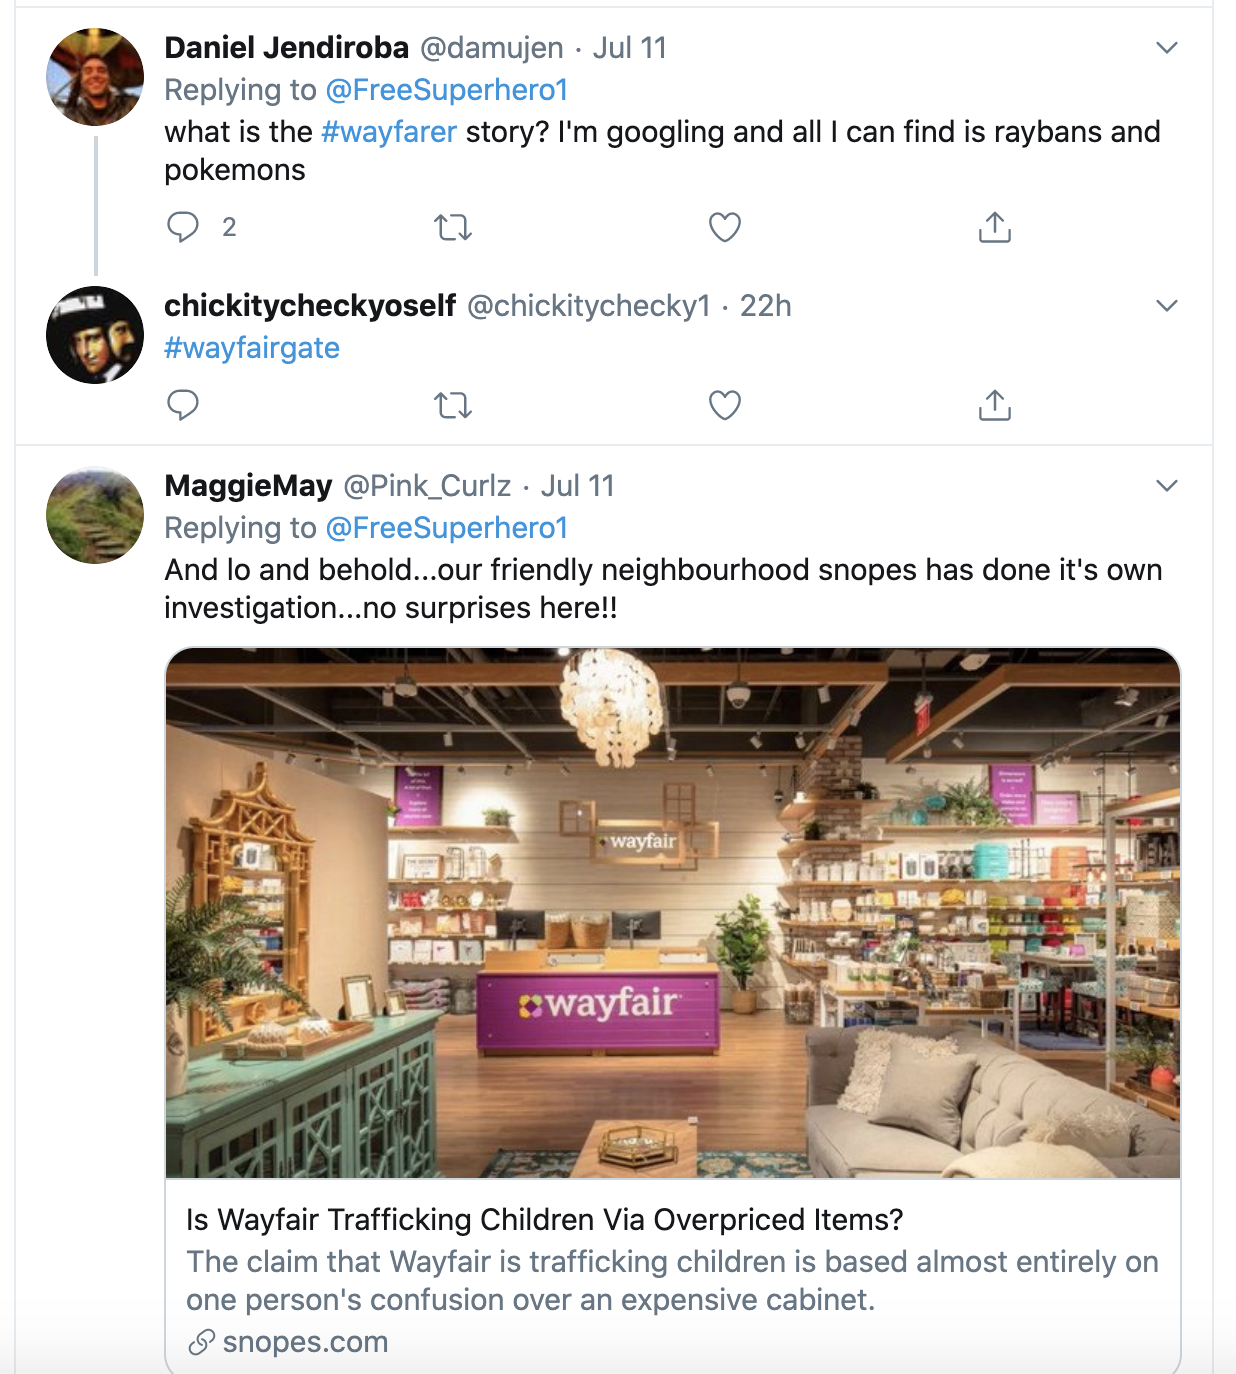 Daniel Jendiroba @damujen · Jul 11
Replying to @FreeSuperhero1
what is the #wayfarer story? I'm googling and all I can find is raybans and
pokemons
2
chickitycheckyoself @chickitychecky1 · 22h
#wayfairgate
MaggieMay @Pink_Curlz · Jul 11
Replying to @FreeSuperhero1
And lo and behold...our friendly neighbourhood snopes has done it's own
investigation...no surprises here!!
wayfair
wayfair
Is Wayfair Trafficking Children Via Overpriced Items?
The claim that Wayfair is trafficking children is based almost entirely on
one person's confusion over an expensive cabinet.
snopes.com